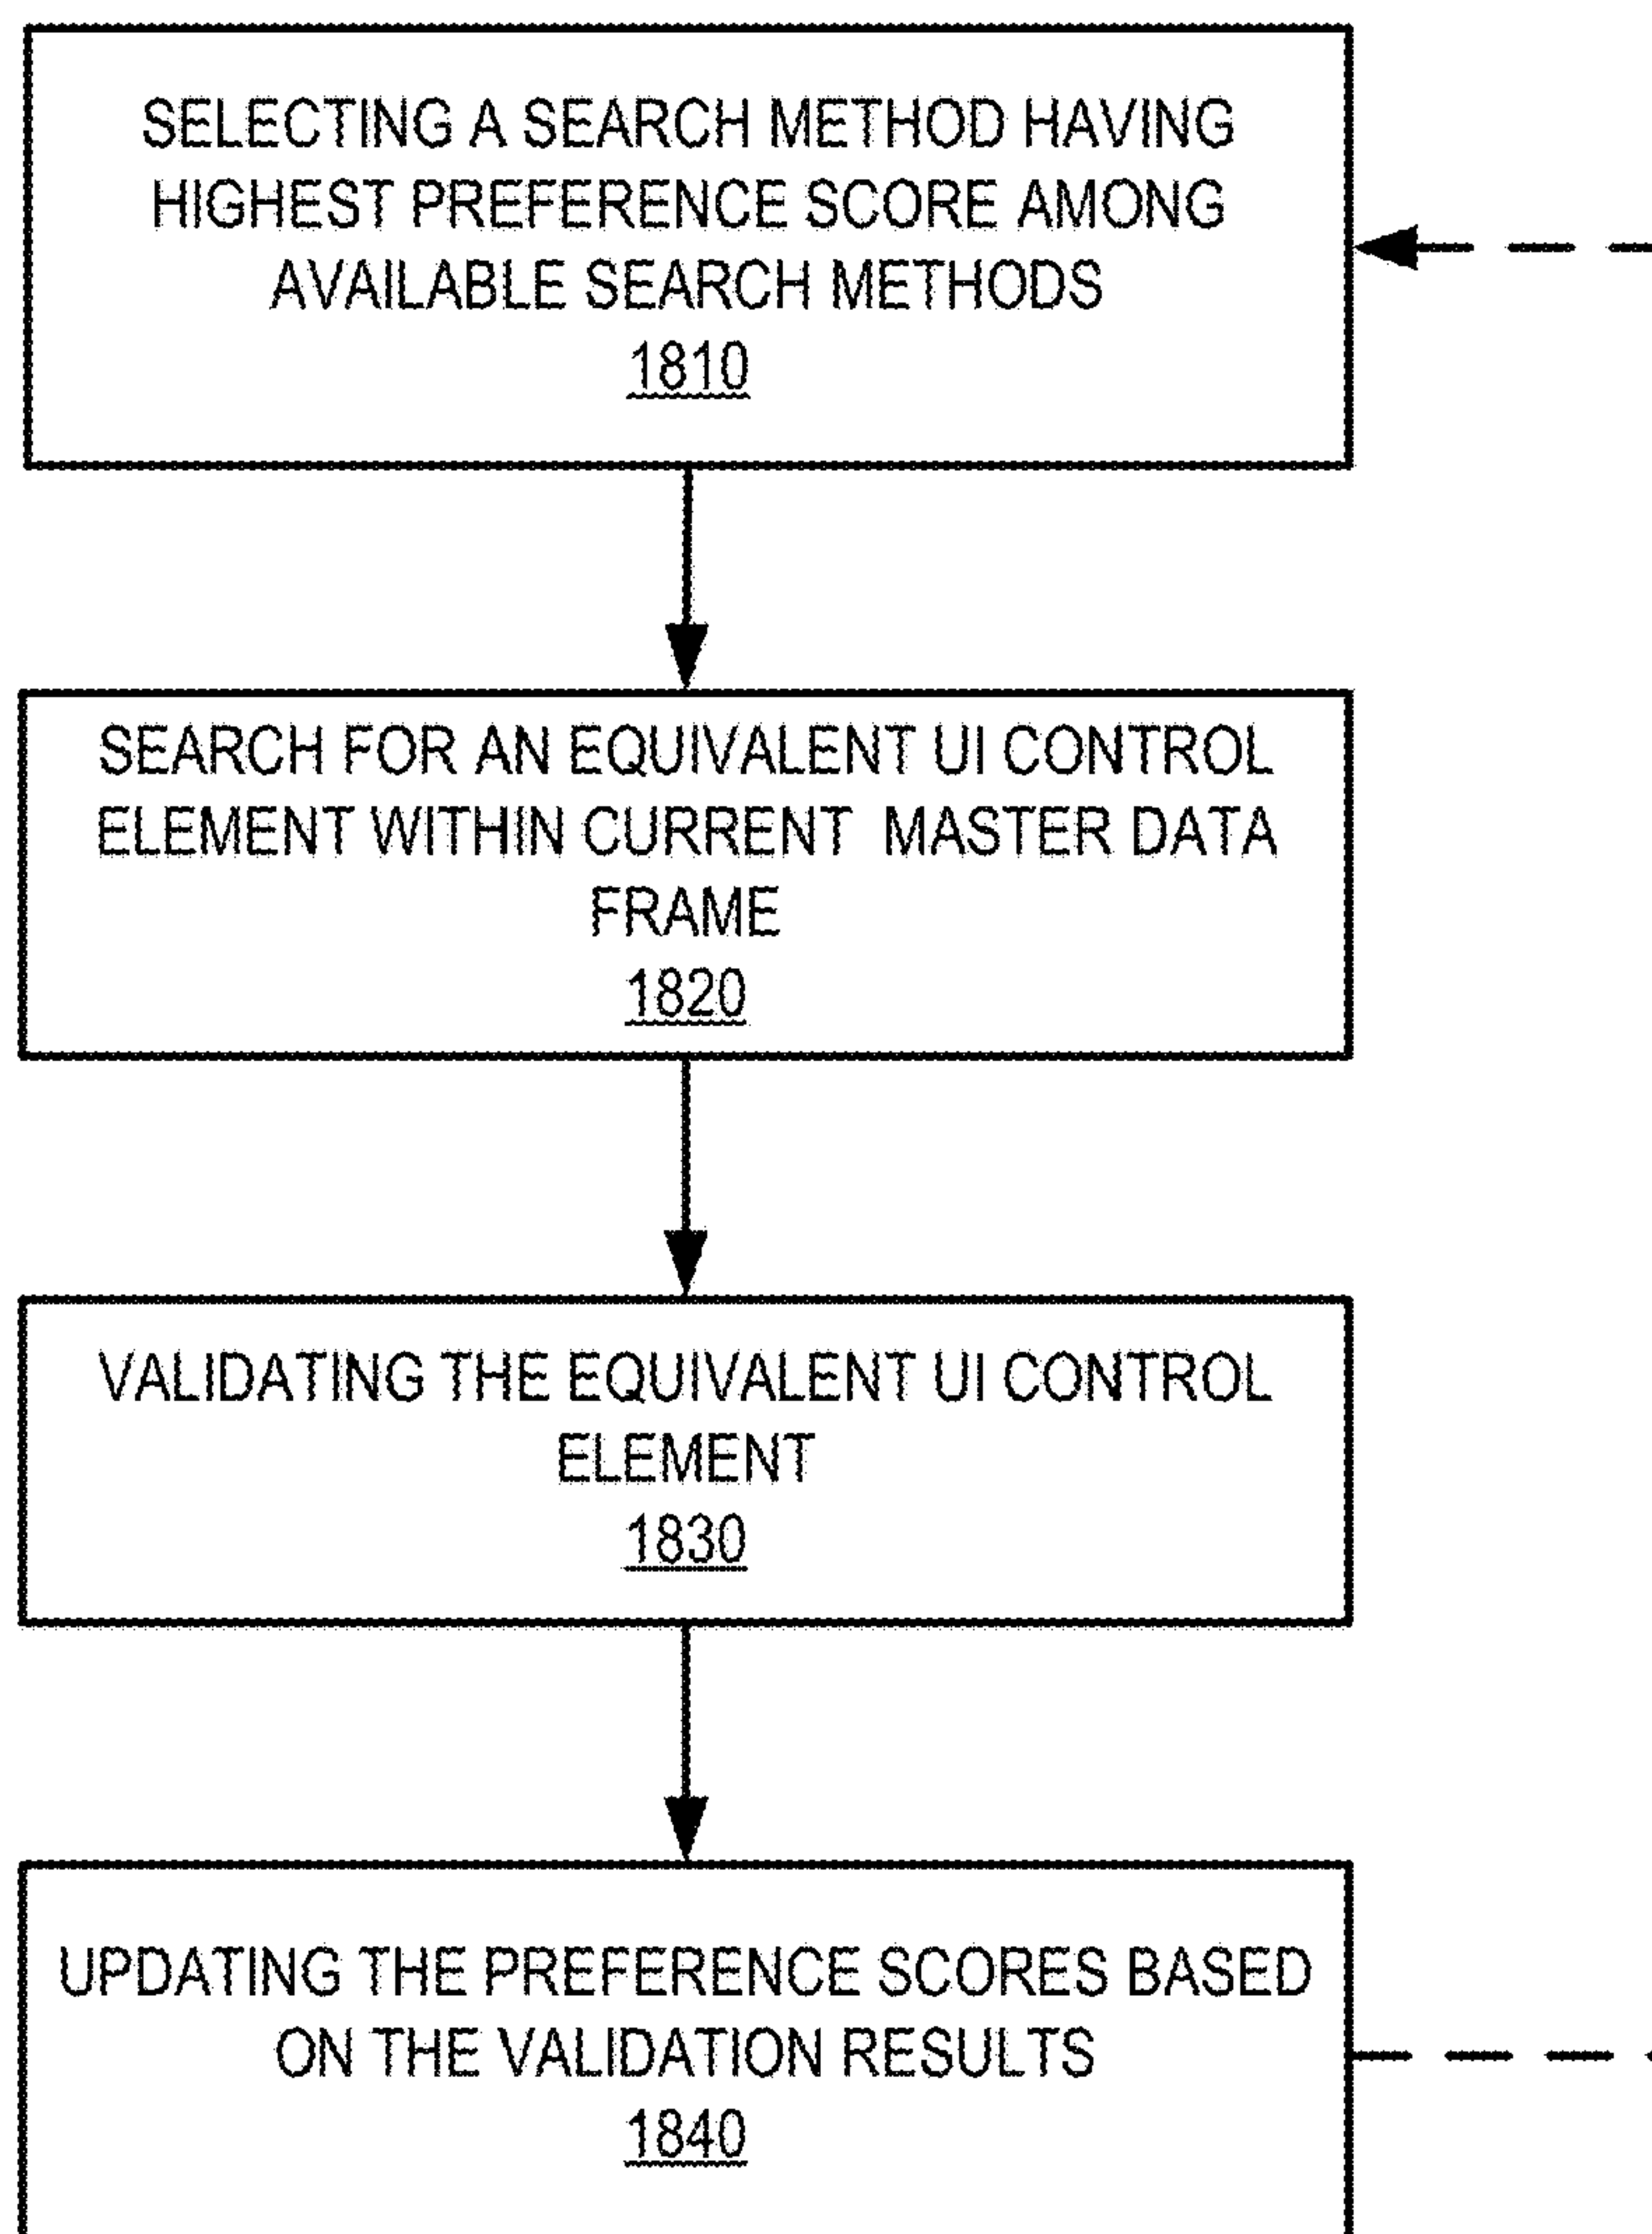 SELECTING A SEARCH METHOD HAVING
HIGHEST PREFERENCE SCORE AMONG
AVAILABLE SEARCH METHODS
1810
SEARCH FOR AN EQUIVALENT UI CONTROL
ELEMENT WITHIN CURRENT MASTER DATA
FRAME
1820
VALIDATING THE EQUIVALENT UI CONTROL
ELEMENT
1830
UPDATING THE PREFERENCE SCORES BASED
ON THE VALIDATION RESULTS
1840